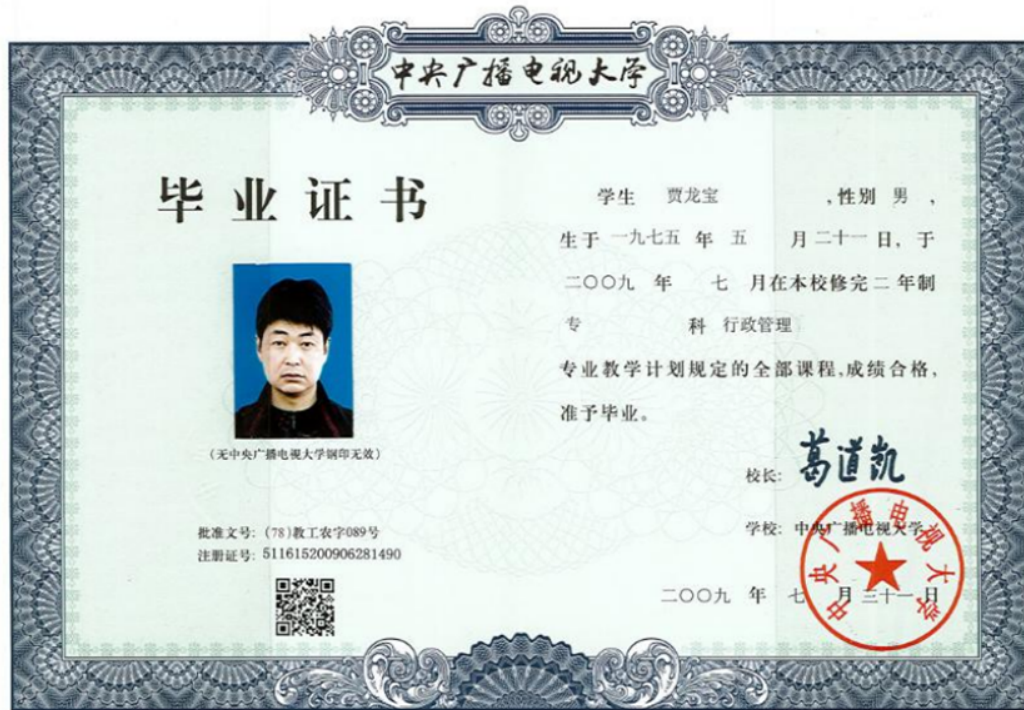 中央广播电视大学
毕业证书
学生 贾龙宝 ,性别 男 ,
生于 一九七五 年 五 月 二十一 日, 于
二〇〇九 年 七 月在本校修完 二 年制
专 科 行政管理
专业教学计划规定的全部课程,成绩合格,
准予毕业。
(无中央广播电视大学钢印无效)
校长: 葛道凯
学校: 中央广播电视大学
批准文号: (78)教工农字089号
注册证号: 511615200906281490
二〇〇九 年 七 月 三十一 日
中央广播电视大学